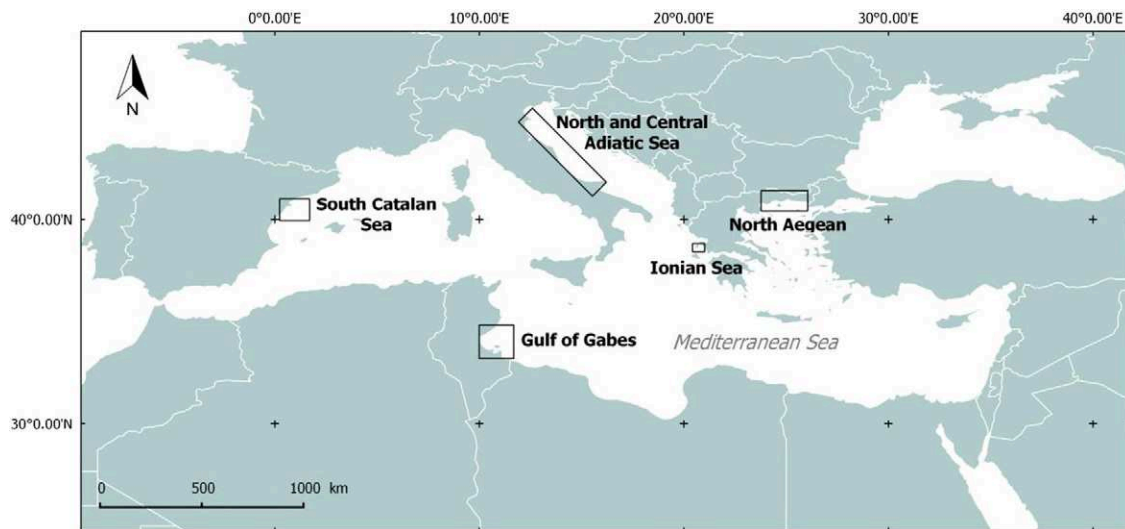 0°0.00'E 10°0.00'E 20°0.00'E 30°0.00'E 40°0.00'E
N
North and Central
Adiatic Sea
South Catalan
Sea
40°0.00'N
North Aegean
Ionian Sea
Gulf of Gabes
Mediterranean Sea
30°0.00'N
0 500 1000 km